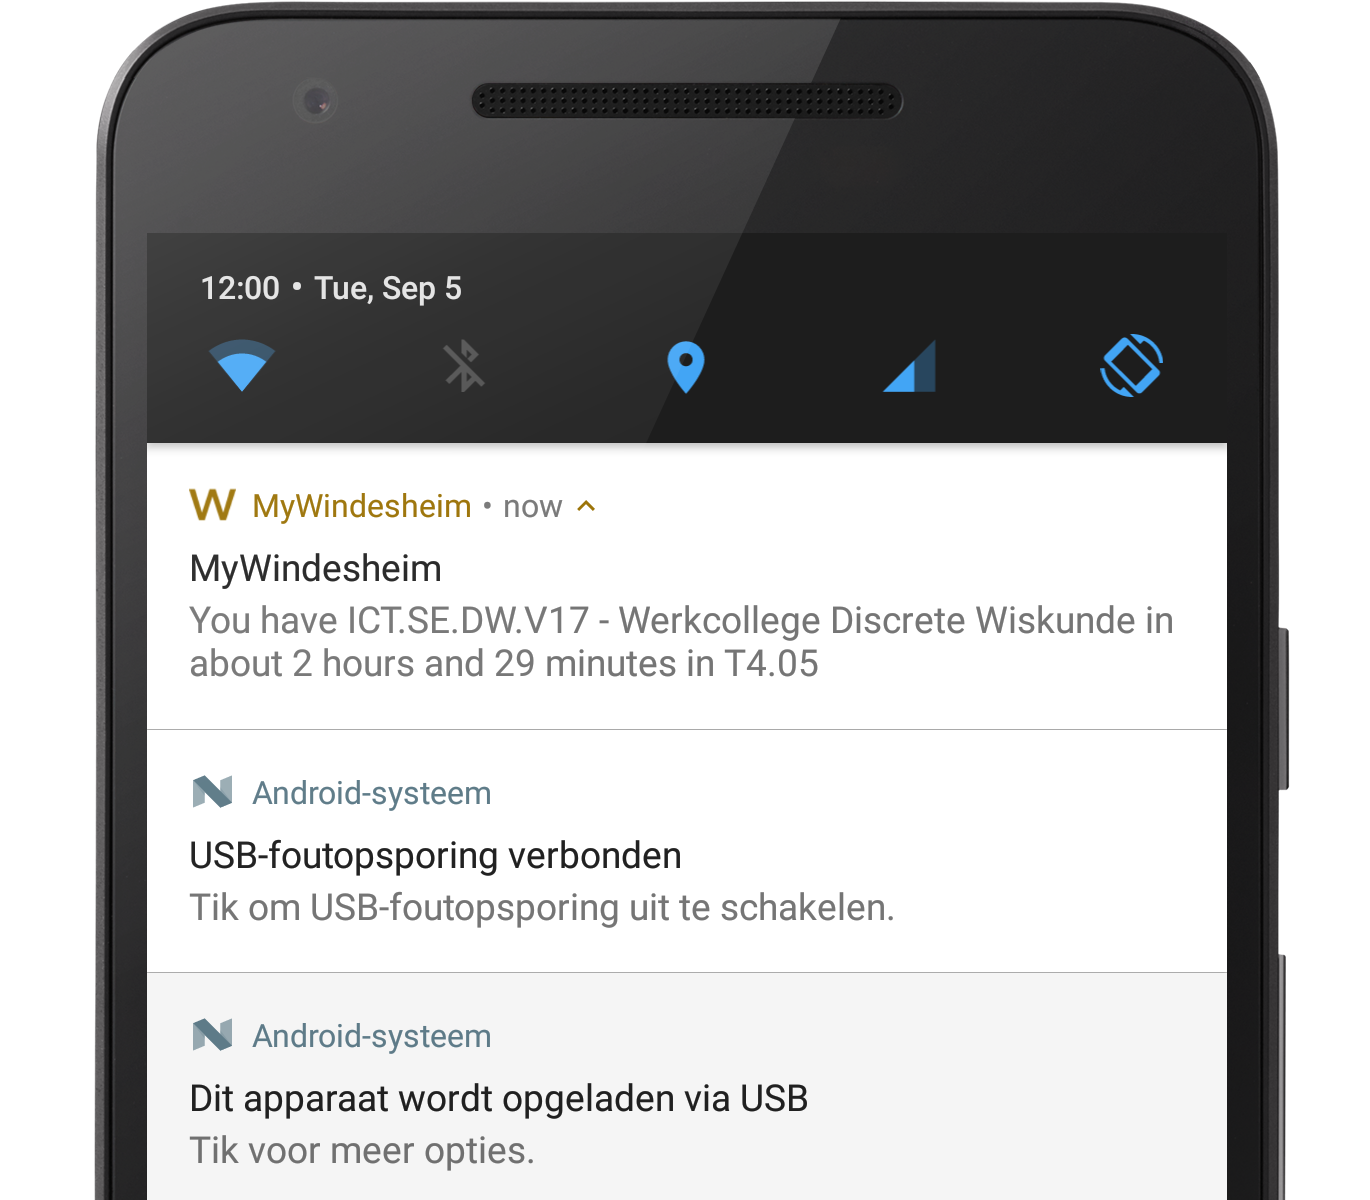 12:00 • Tue, Sep 5
W MyWindesheim • now
MyWindesheim
You have ICT.SE.DW.V17 - Werkcollege Discrete Wiskunde in
about 2 hours and 29 minutes in T4.05
Android-systeem
USB-foutopsporing verbonden
Tik om USB-foutopsporing uit te schakelen.
Android-systeem
Dit apparaat wordt opgeladen via USB
Tik voor meer opties.